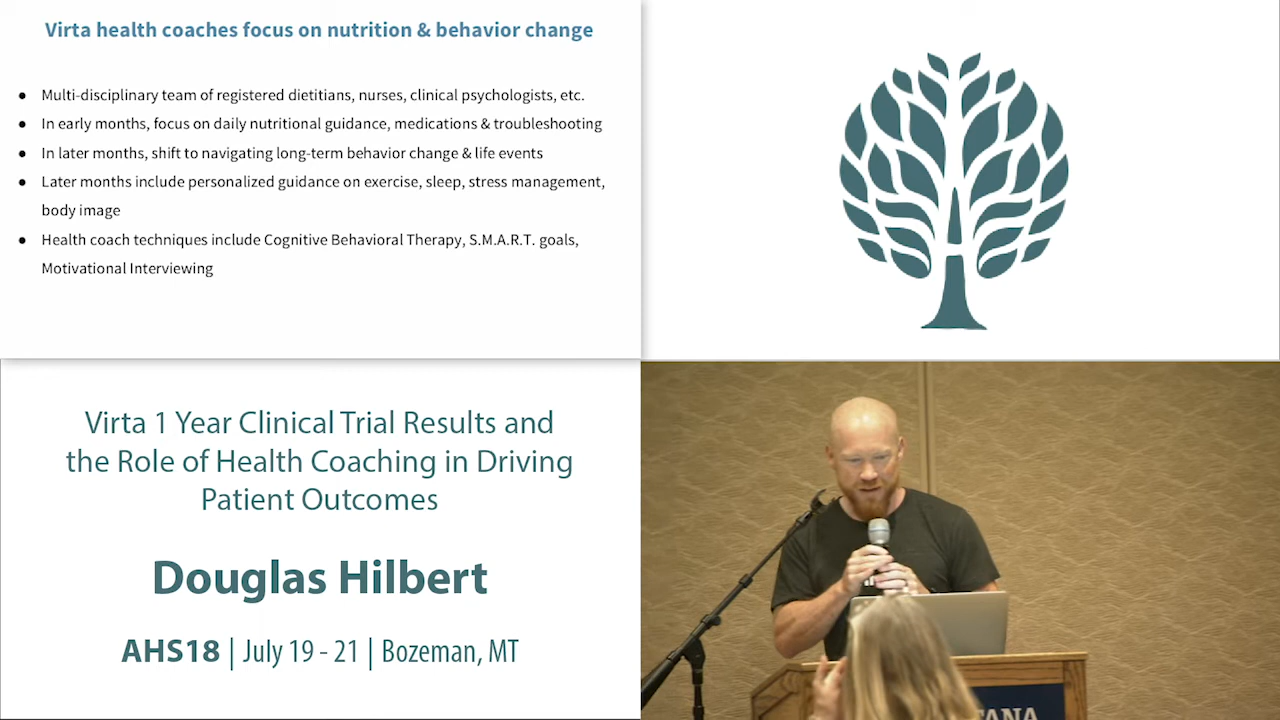 Virta health coaches focus on nutrition & behavior change
● Multi-disciplinary team of registered dietitians, nurses, clinical psychologists, etc.
● In early months, focus on daily nutritional guidance, medications & troubleshooting
● In later months, shift to navigating long-term behavior change & life events
● Later months include personalized guidance on exercise, sleep, stress management,
body image
● Health coach techniques include Cognitive Behavioral Therapy, S.M.A.R.T. goals,
Motivational Interviewing
Virta 1 Year Clinical Trial Results and
the Role of Health Coaching in Driving
Patient Outcomes
Douglas Hilbert
AHS18 | July 19 - 21 | Bozeman, MT